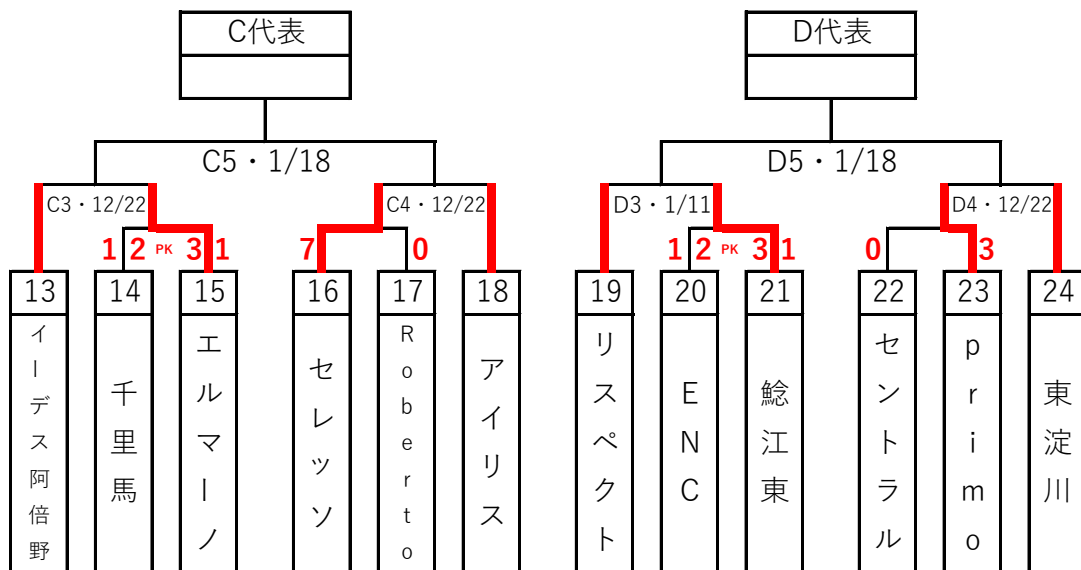 C代表
D代表
C5・1/18
D5・1/18
C3・12/22
C4・12/22
D3・1/11
D4・12/22
1 2 PK 3 1
7 0
1 2 PK 3 1
0 3
13 14 15 16 17 18 19 20 21 22 23 24
イーデス阿倍野
千里馬
エルマーノ
セレッソ
Roberto
アイリス
リスペクト
ENC
鯰江東
セントラル
primo
東淀川